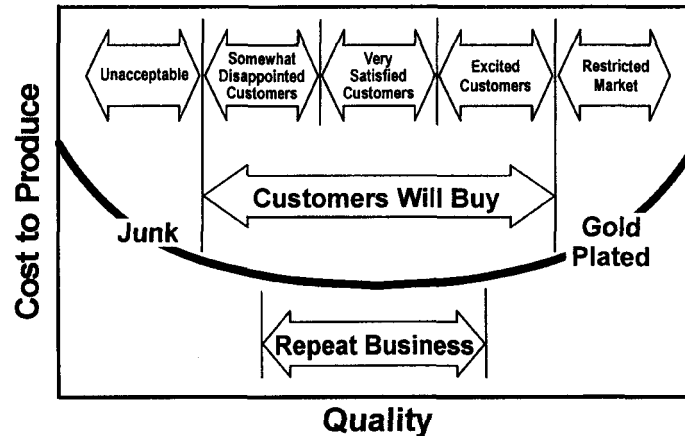 Unacceptable
Somewhat
Disappointed
Customers
Very
Satisfied
Customers
Excited
Customers
Restricted
Market
Cost to Produce
Customers Will Buy
Junk
Gold
Plated
Repeat Business
Quality